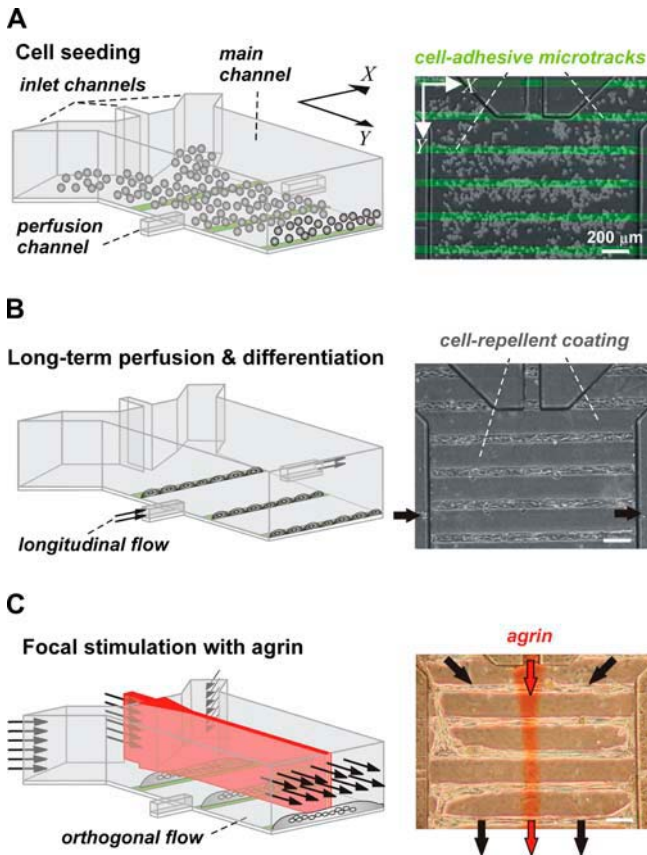 A
Cell seeding
inlet channels
main
channel
X
Y
perfusion
channel
cell-adhesive microtracks
X
Y
200 μm
B
Long-term perfusion & differentiation
longitudinal flow
cell-repellent coating
C
Focal stimulation with agrin
orthogonal flow
agrin